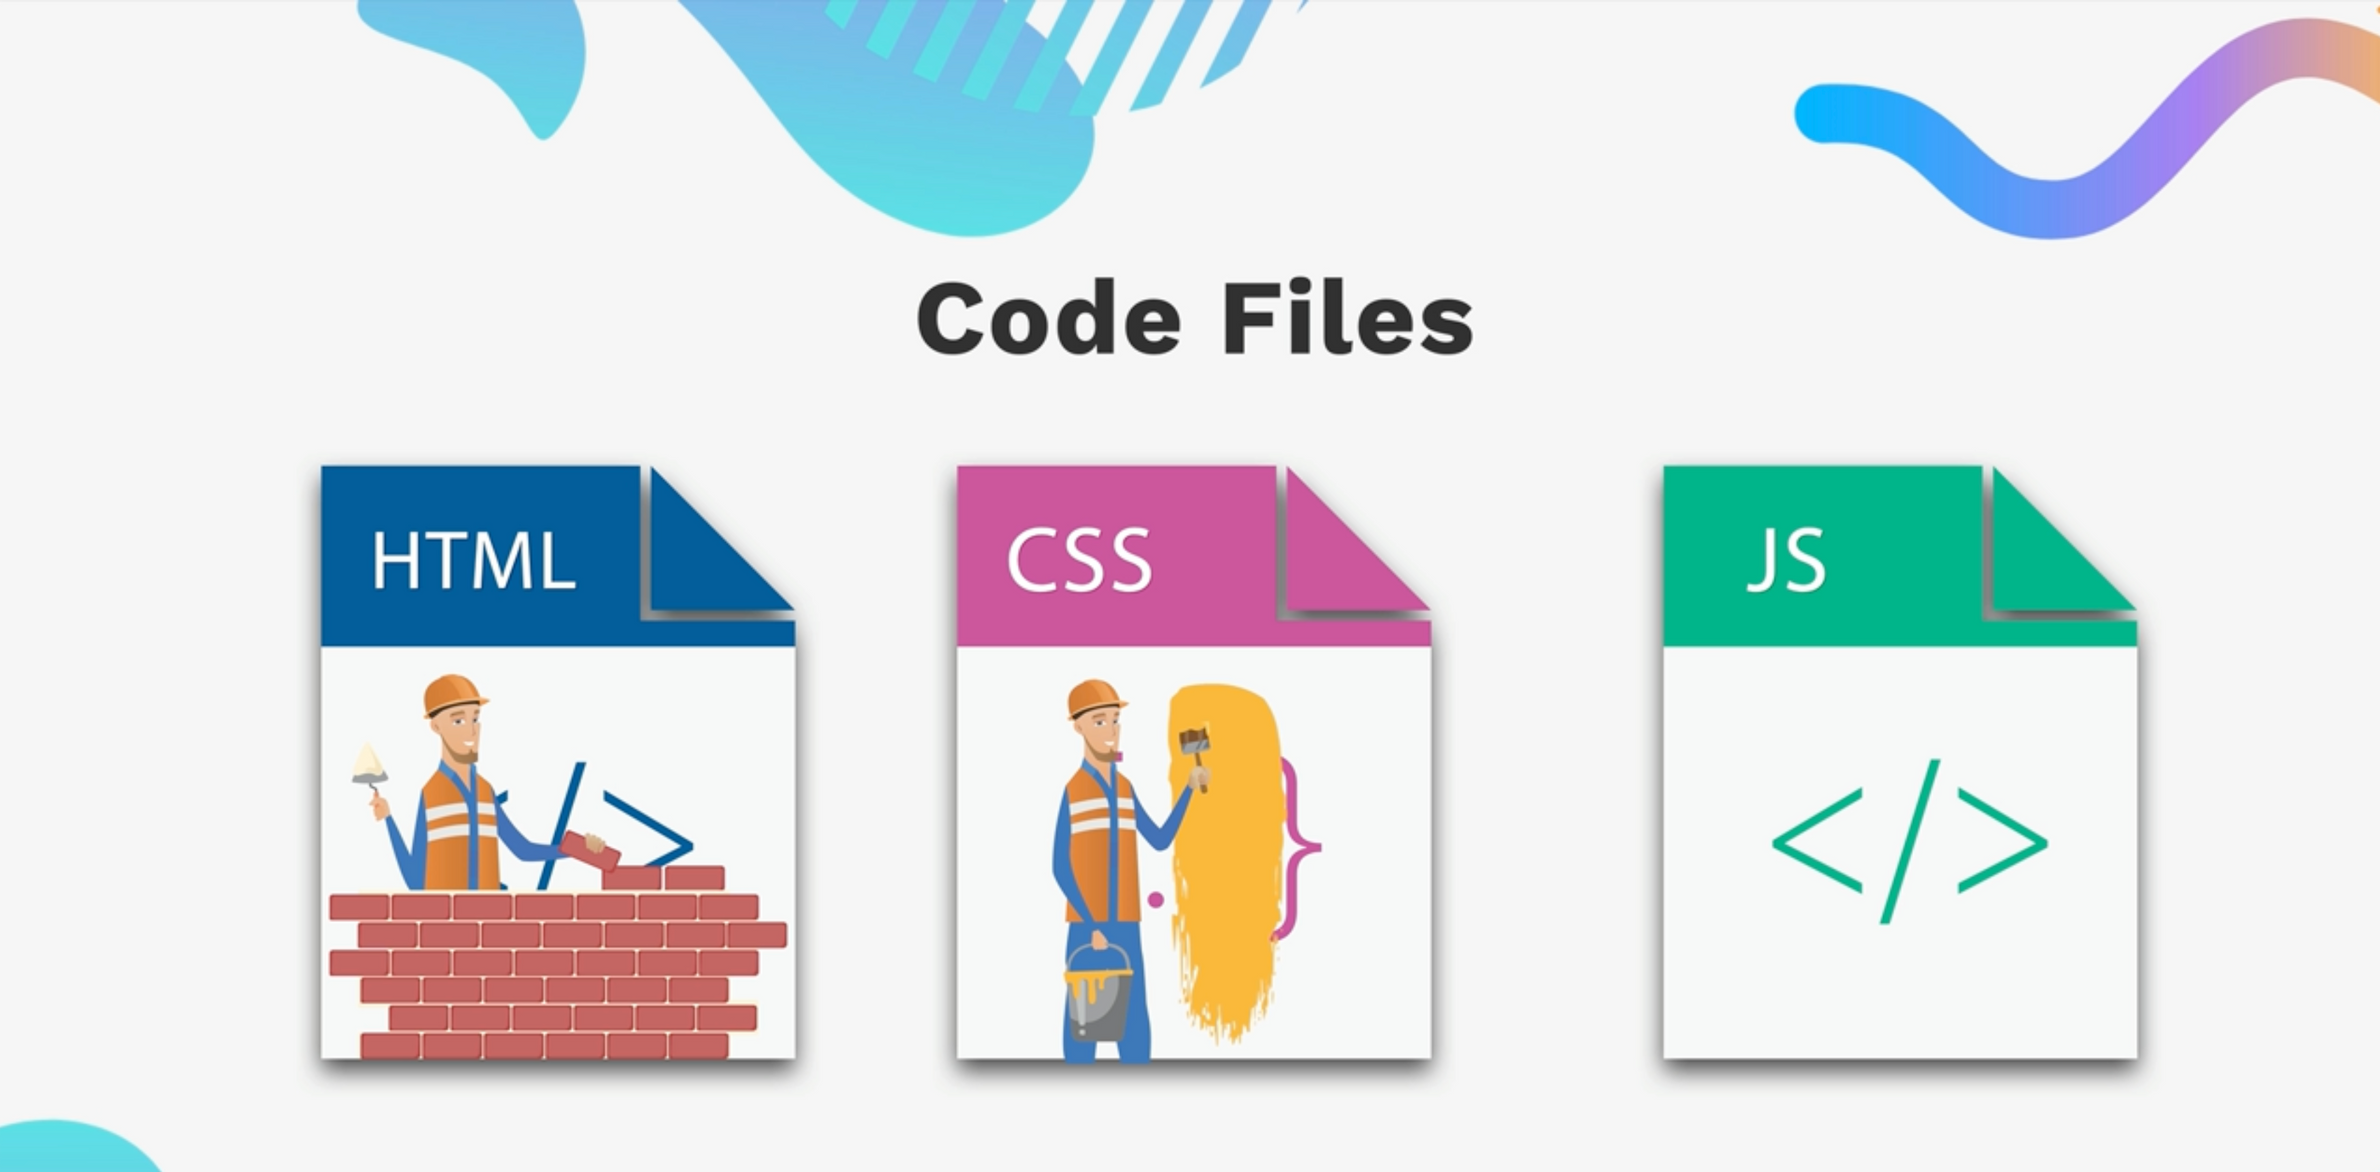 Code Files
HTML
CSS
JS
</>
}
</>